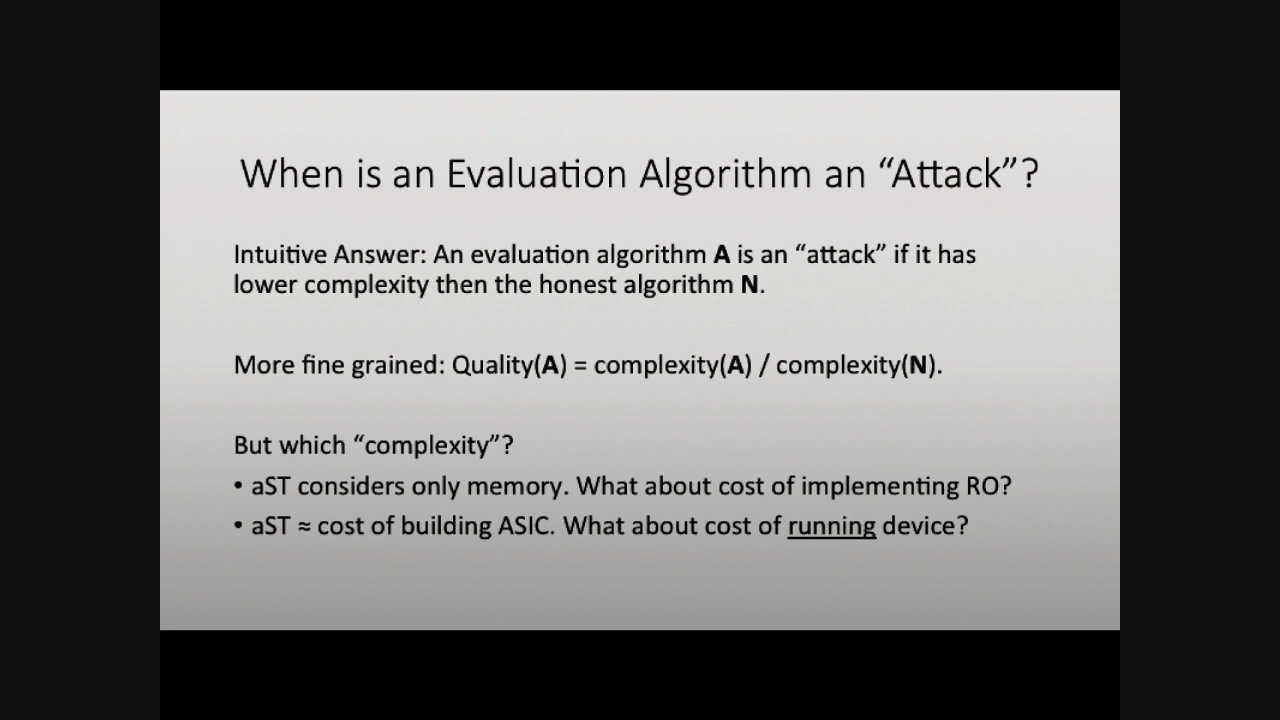 When is an Evaluation Algorithm an “Attack”?
Intuitive Answer: An evaluation algorithm A is an “attack” if it has
lower complexity then the honest algorithm N.
More fine grained: Quality(A) = complexity(A) / complexity(N).
But which “complexity”?
• aST considers only memory. What about cost of implementing RO?
• aST ≈ cost of building ASIC. What about cost of running device?